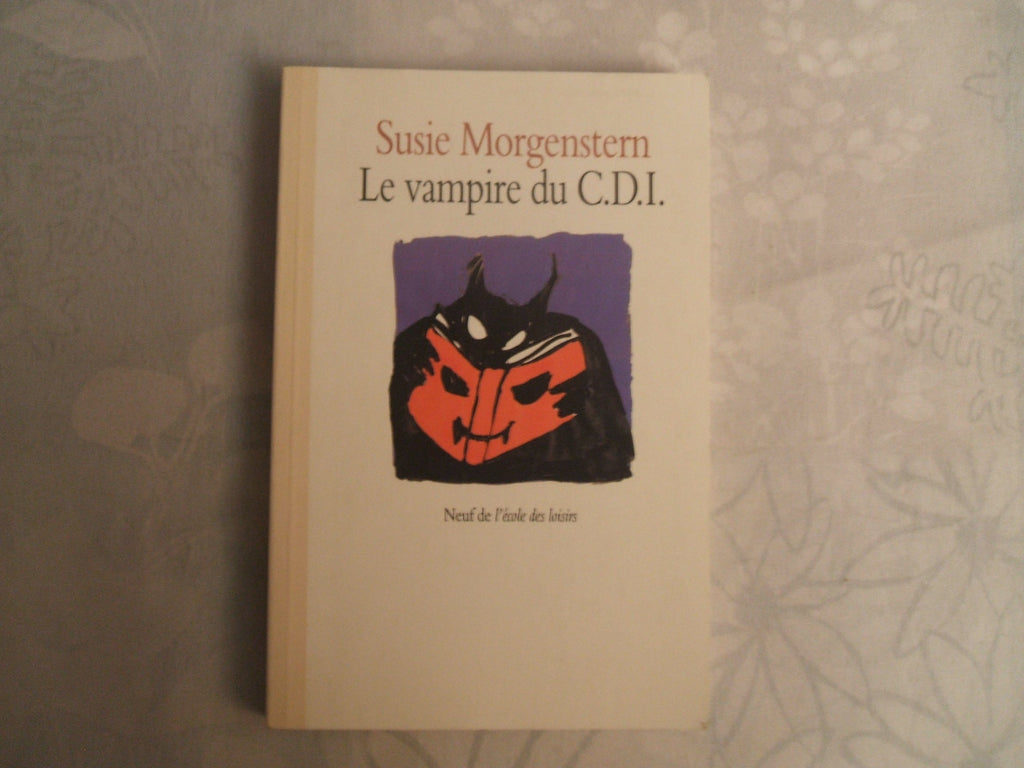 Susie Morgenstern
Le vampire du C.D.I.
Neuf de l'école des loisirs